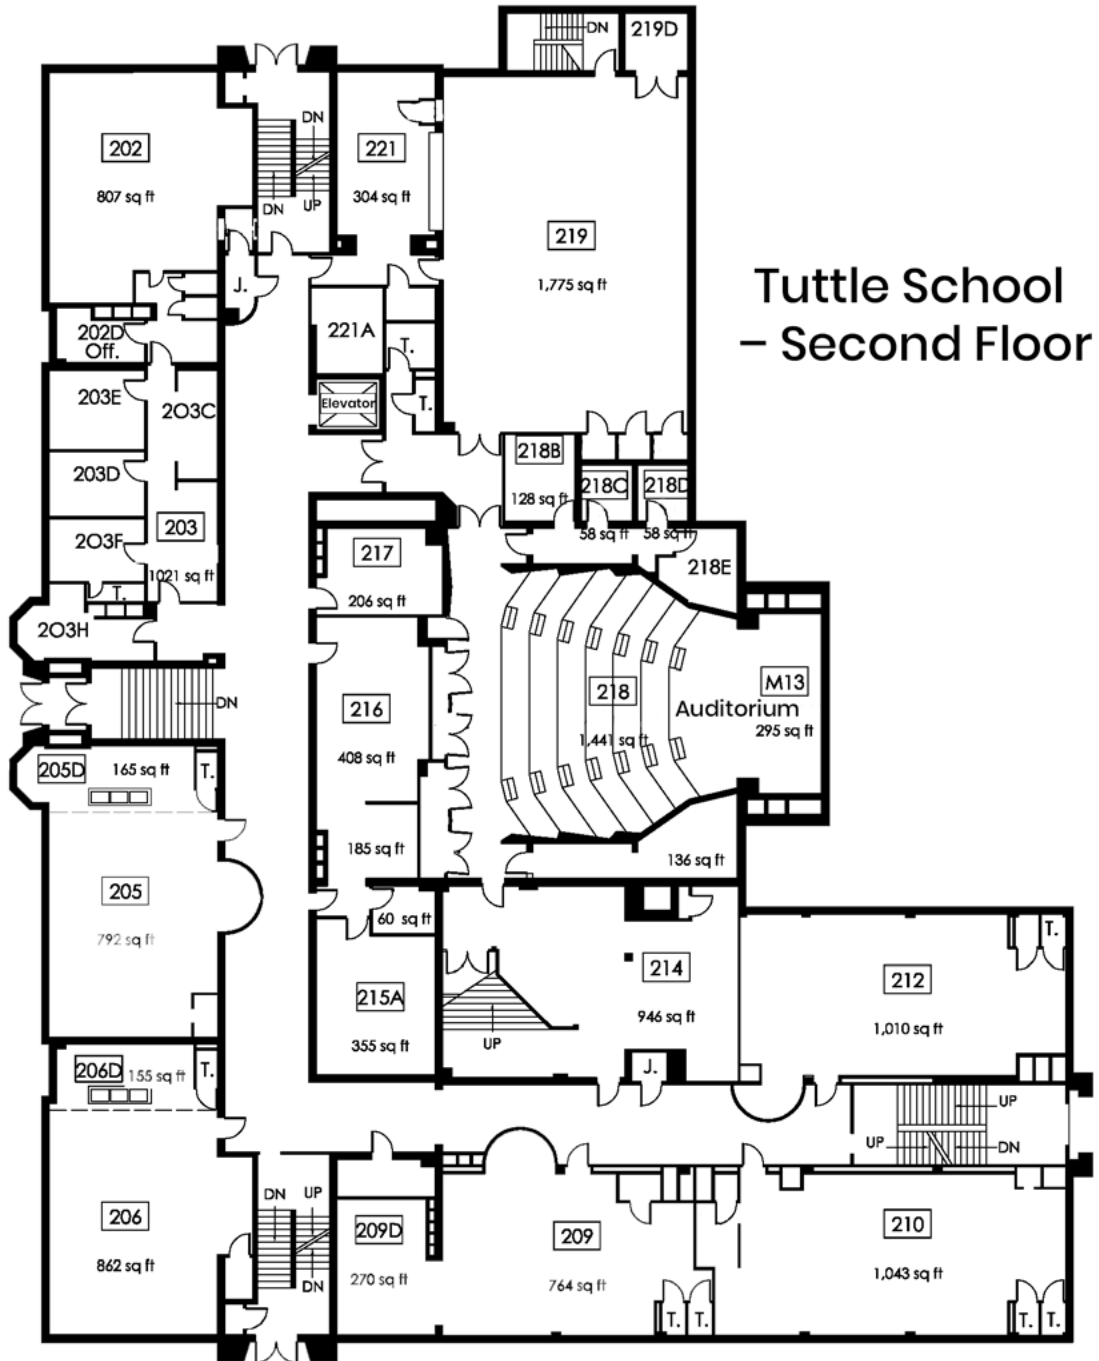 DN
219D
DN
202
221
807 sq ft
304 sq ft
DN
UP
219
1,775 sq ft
J.
Tuttle School
– Second Floor
202D
Off.
221A
T.
203E
2O3C
Elevator
T.
218B
203D
128 sq ft
218C
218D
203
2O3F
58 sq ft
58 sq ft
217
218E
1021 sq ft
T.
206 sq ft
2O3H
M13
218
DN
216
Auditorium
295 sq ft
1,441 sq ft
408 sq ft
205D
165 sq ft
T.
185 sq ft
136 sq ft
205
60 sq ft
T.
792 sq ft
214
212
215A
946 sq ft
1,010 sq ft
UP
355 sq ft
206D
155 sq ft
T.
J.
UP
UP
DN
DN
UP
206
209D
209
210
862 sq ft
270 sq ft
764 sq ft
1,043 sq ft
DN
T.
T.
T.
T.